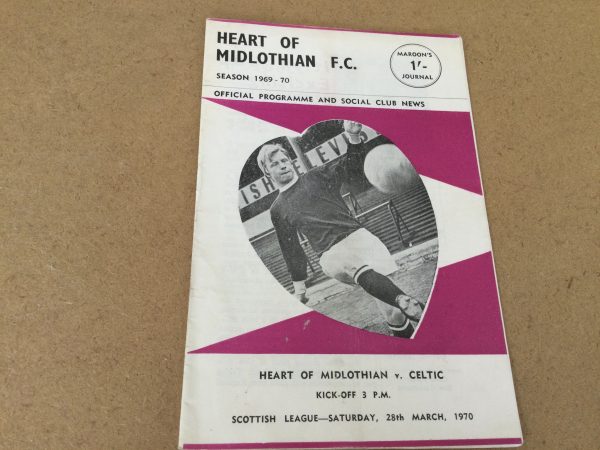 HEART OF
MIDLOTHIAN F.C.
SEASON 1969-70
MAROON'S
1'-
JOURNAL
OFFICIAL PROGRAMME AND SOCIAL CLUB NEWS
HEART OF MIDLOTHIAN v. CELTIC
KICK-OFF 3 P.M.
SCOTTISH LEAGUE—SATURDAY, 28th MARCH, 1970